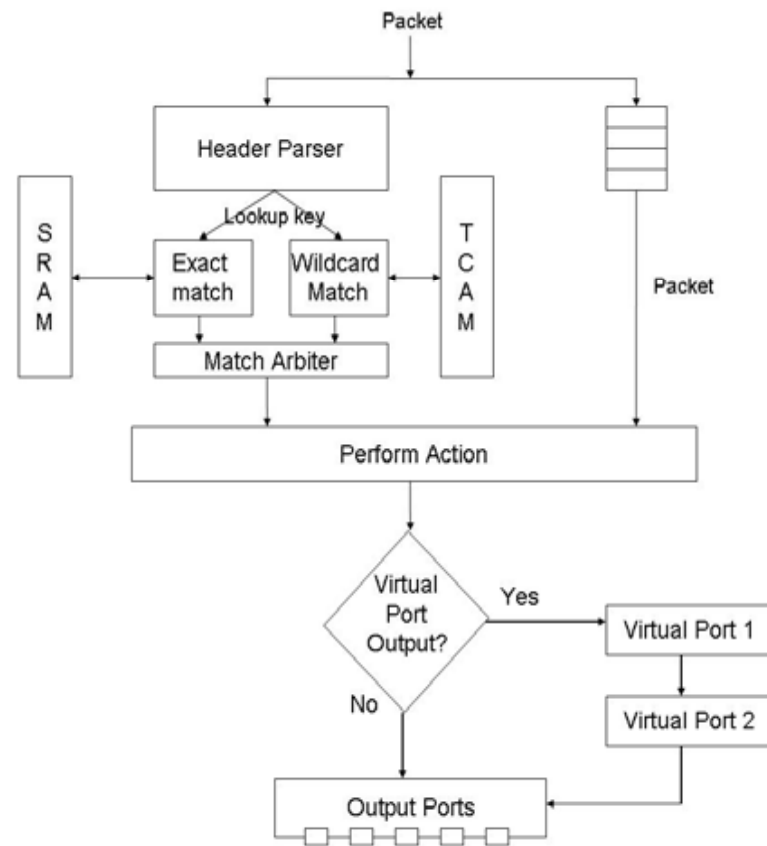 Packet
Header Parser
Lookup key
S
R
A
M
Exact
match
Wildcard
Match
T
C
A
M
Packet
Match Arbiter
Perform Action
Virtual
Port
Output?
Yes
No
Virtual Port 1
Virtual Port 2
Output Ports